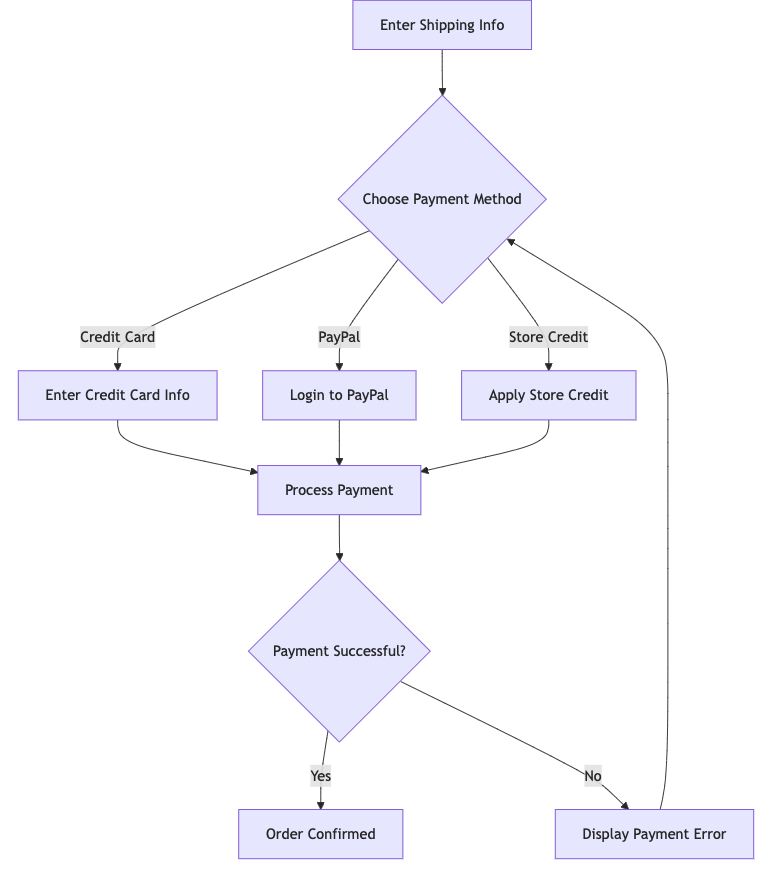 Enter Shipping Info
Choose Payment Method
Credit Card
PayPal
Store Credit
Enter Credit Card Info
Login to PayPal
Apply Store Credit
Process Payment
Payment Successful?
Yes
No
Order Confirmed
Display Payment Error